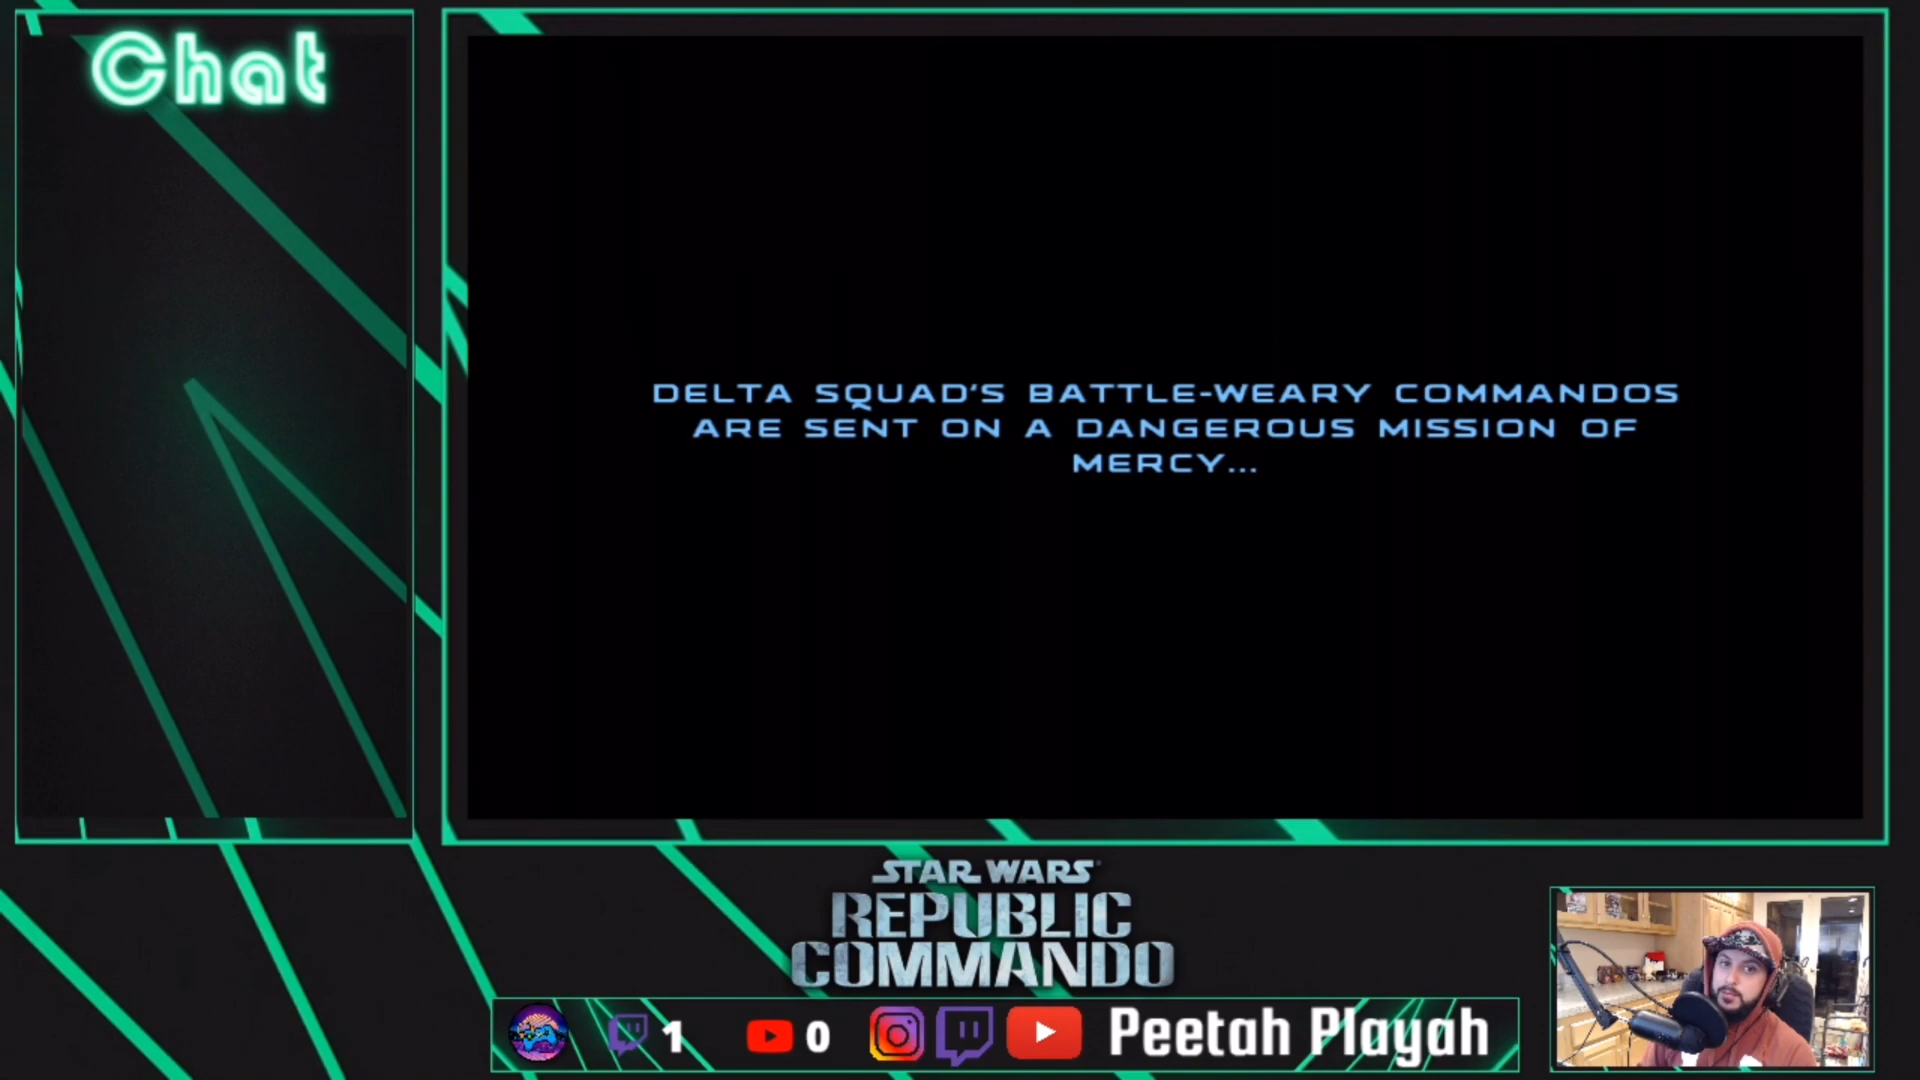 Chat
DELTA SQUAD'S BATTLE-WEARY COMMANDOS
ARE SENT ON A DANGEROUS MISSION OF
MERCY...
STAR WARS
REPUBLIC
COMMANDO
1
0
Peetah Playah